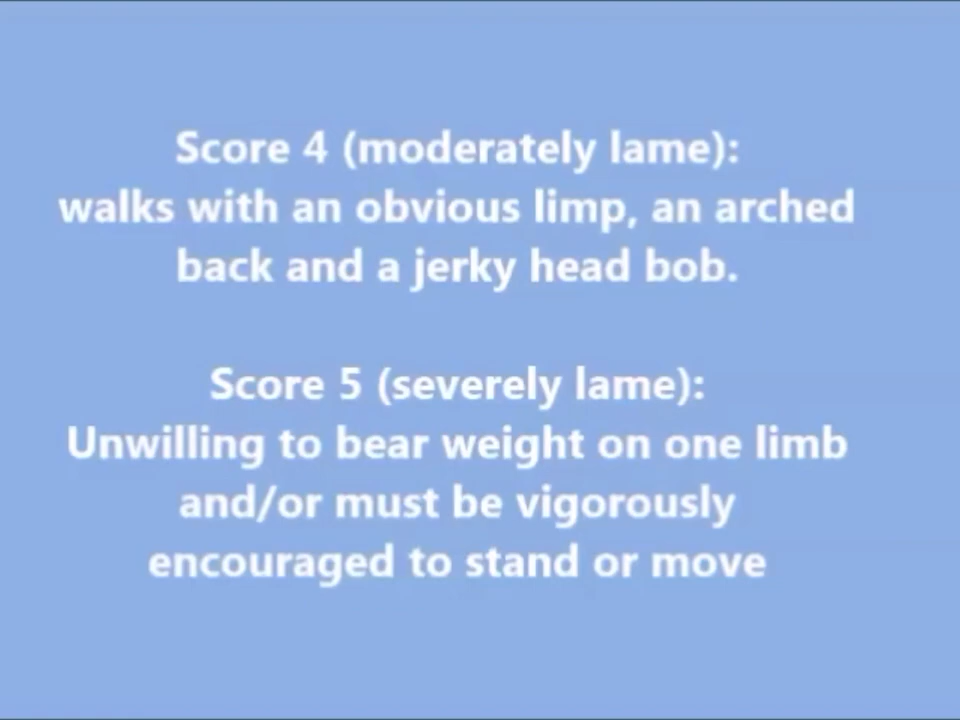 Score 4 (moderately lame):
walks with an obvious limp, an arched
back and a jerky head bob.
Score 5 (severely lame):
Unwilling to bear weight on one limb
and/or must be vigorously
encouraged to stand or move